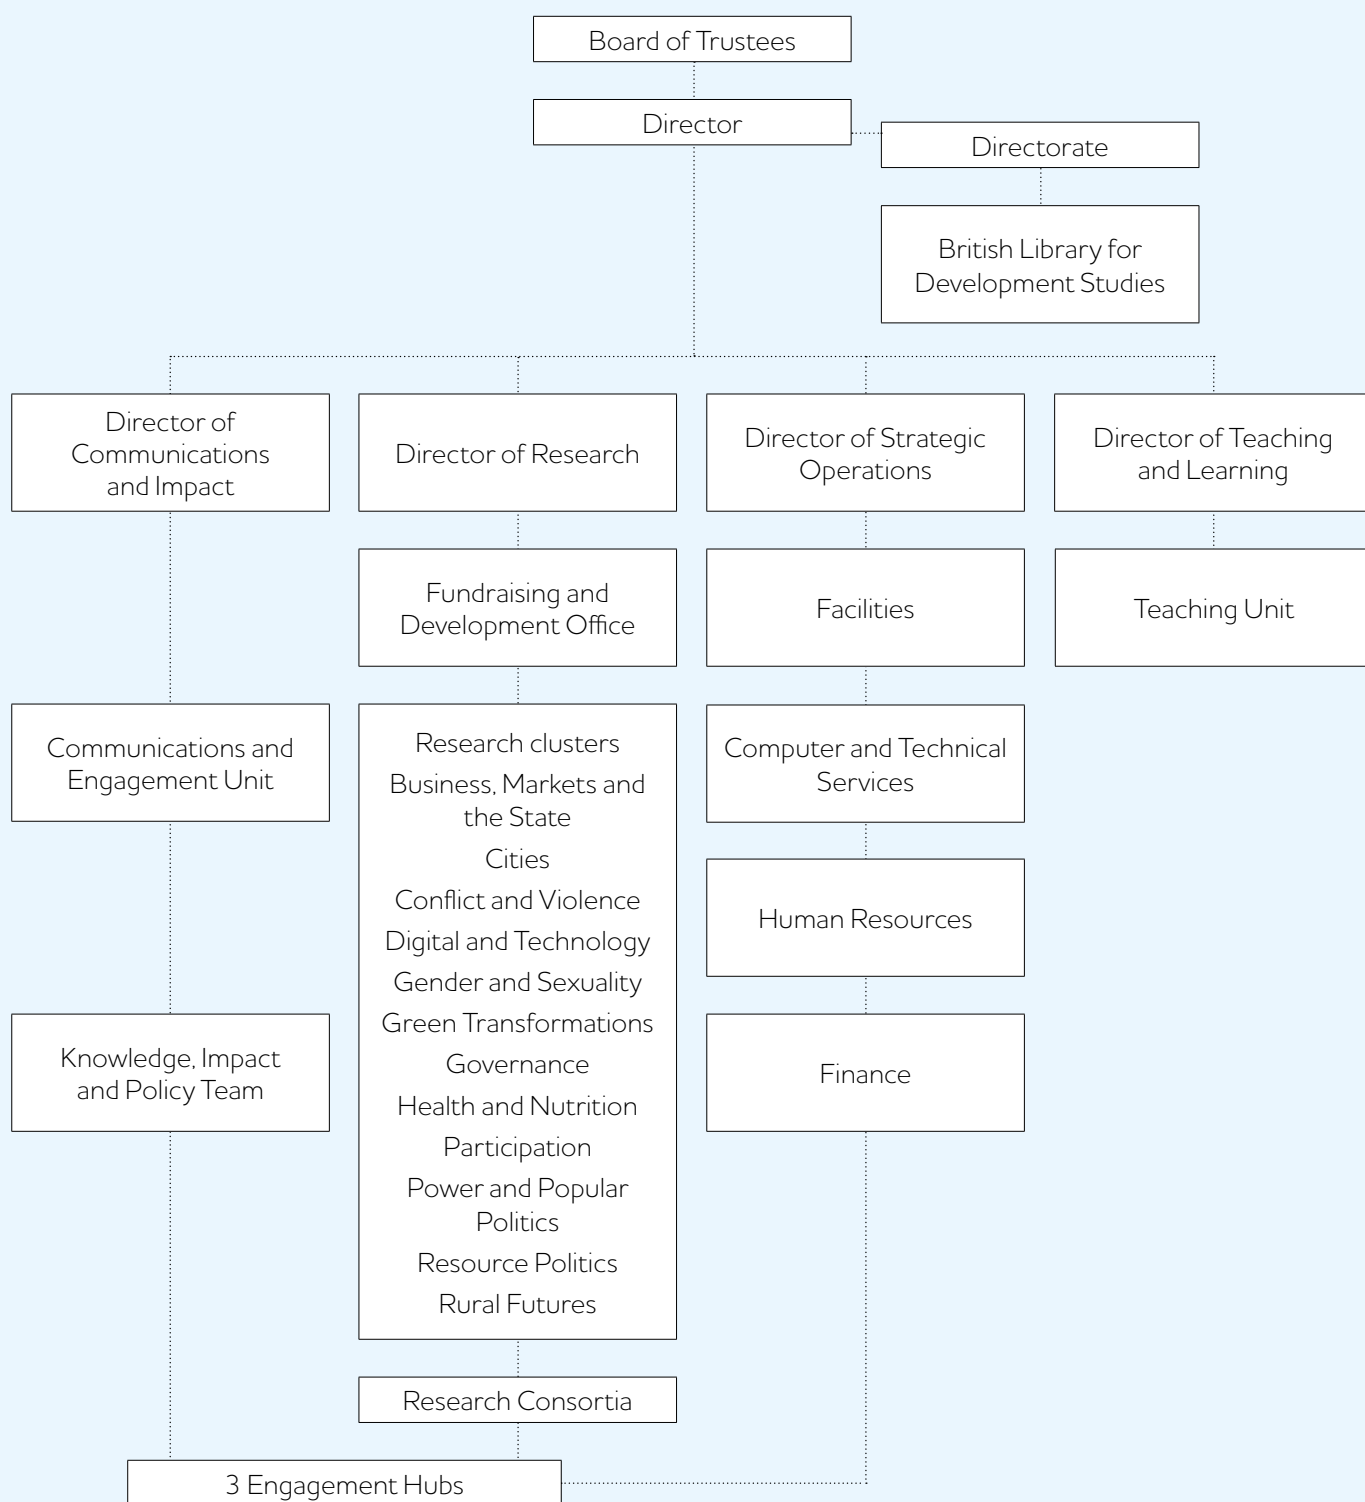 Board of Trustees
Director
Directorate
British Library for
Development Studies
Director of
Communications
and Impact
Director of Research
Director of Strategic
Operations
Director of Teaching
and Learning
Fundraising and
Development Office
Facilities
Teaching Unit
Communications and
Engagement Unit
Research clusters
Business, Markets and
the State
Cities
Conflict and Violence
Digital and Technology
Gender and Sexuality
Green Transformations
Governance
Health and Nutrition
Participation
Power and Popular
Politics
Resource Politics
Rural Futures
Computer and Technical
Services
Human Resources
Knowledge, Impact
and Policy Team
Finance
Research Consortia
3 Engagement Hubs